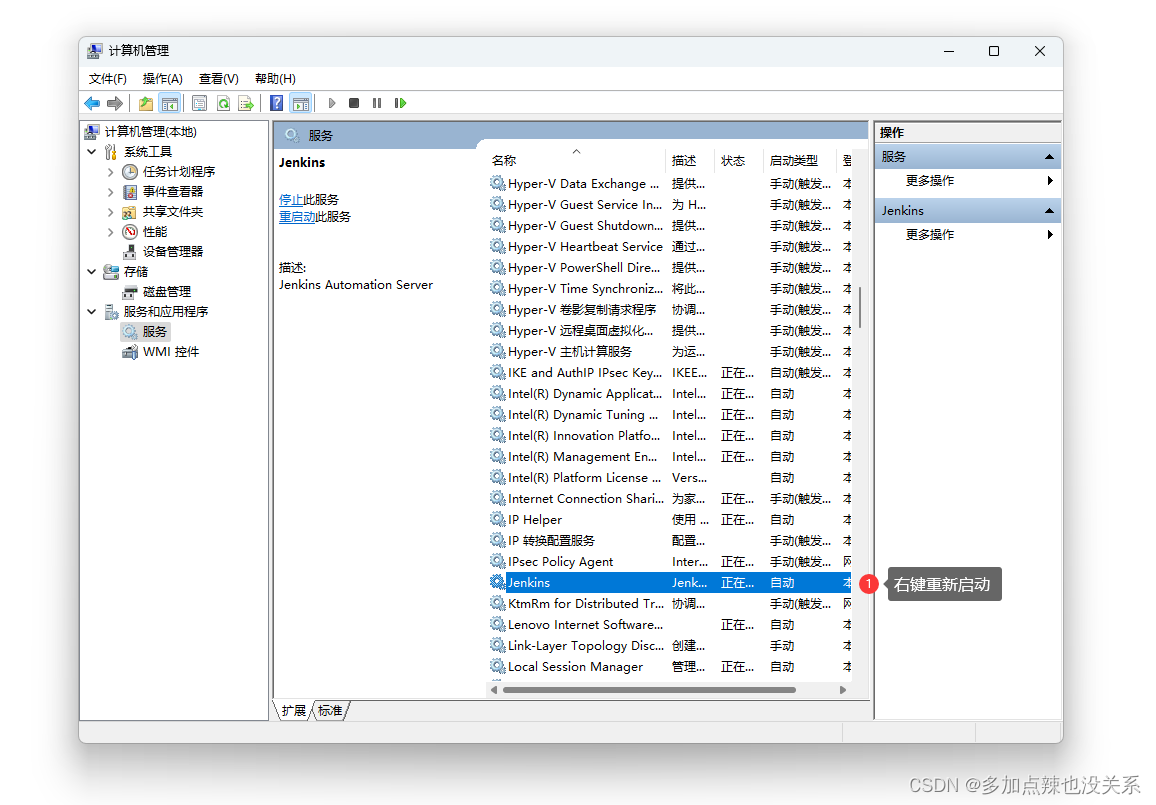 计算机管理
文件(F) 操作(A) 查看(V) 帮助(H)
计算机管理(本地)
系统工具
任务计划程序
事件查看器
共享文件夹
性能
设备管理器
存储
磁盘管理
服务和应用程序
服务
WMI 控件
服务
Jenkins
停止此服务
重启动此服务
描述:
Jenkins Automation Server
名称 描述 状态 启动类型 登
Hyper-V Data Exchange ... 提供... 手动(触发... 本
Hyper-V Guest Service In... 为 H... 手动(触发... 本
Hyper-V Guest Shutdown... 提供... 手动(触发... 本
Hyper-V Heartbeat Service 通过... 手动(触发... 本
Hyper-V PowerShell Dire... 提供... 手动(触发... 本
Hyper-V Time Synchroniz... 将此... 手动(触发... 本
Hyper-V 卷影复制请求程序 协调... 手动(触发... 本
Hyper-V 远程桌面虚拟化... 提供... 手动(触发... 本
Hyper-V 主机计算服务 为运... 手动(触发... 本
IKE and AuthIP IPsec Key... IKEE... 正在... 自动(触发... 本
Intel(R) Dynamic Applicat... Intel... 正在... 自动 本
Intel(R) Dynamic Tuning ... Intel... 正在... 自动 本
Intel(R) Innovation Platfo... Intel... 正在... 自动 本
Intel(R) Management En... Intel... 正在... 自动 本
Intel(R) Platform License ... Vers... 自动 本
Internet Connection Shari... 为家... 正在... 手动(触发... 本
IP Helper 使用 ... 正在... 自动 本
IP 转换配置服务 配置... 手动(触发... 本
IPsec Policy Agent Inter... 正在... 手动(触发... 网
Jenkins Jenk... 正在... 自动 本
KtmRm for Distributed Tr... 协调... 手动(触发... 网
Lenovo Internet Software... 正在... 自动 本
Link-Layer Topology Disc... 创建... 手动 本
Local Session Manager 管理... 正在... 自动 本
扩展 标准
操作
服务
更多操作
Jenkins
更多操作
1 右键重新启动
CSDN @多加点辣也没关系